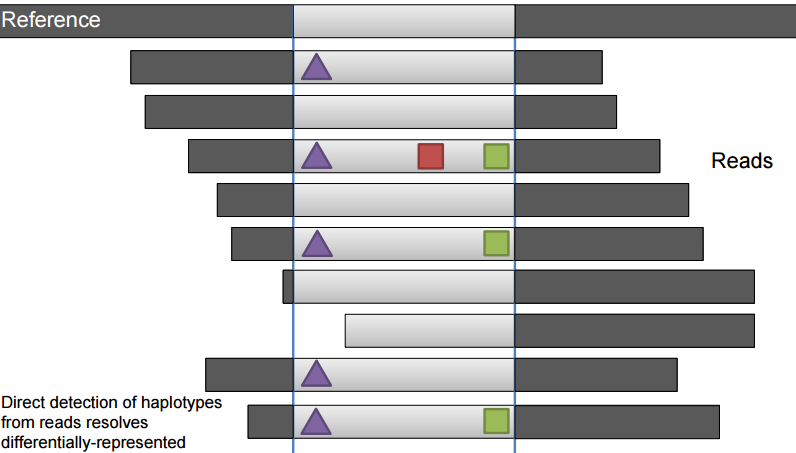 Reference
Reads
Direct detection of haplotypes
from reads resolves
differentially-represented